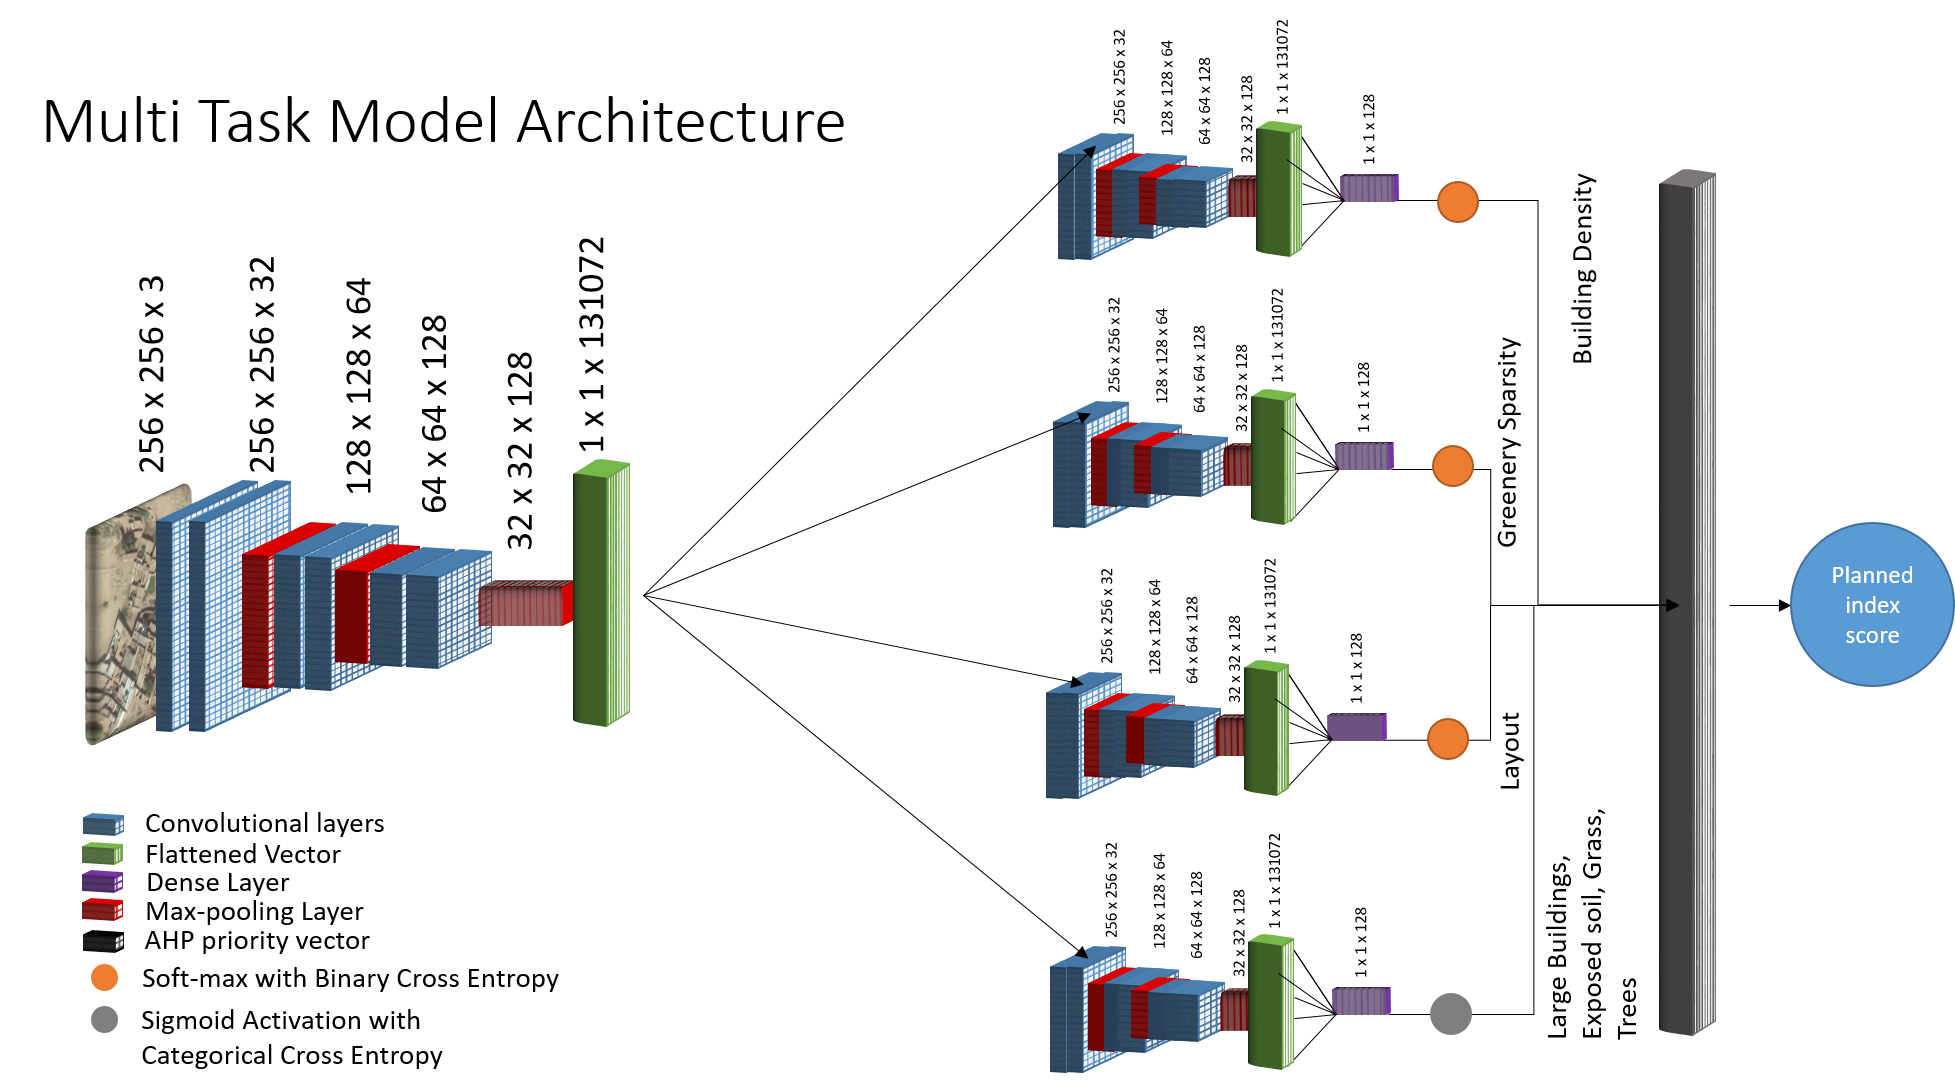 Multi Task Model Architecture
256 x 256 x 3
256 x 256 x 32
128 x 128 x 64
64 x 64 x 128
32 x 32 x 128
1 x 1 x 131072
256 x 256 x 32
128 x 128 x 64
64 x 64 x 128
32 x 32 x 128
1 x 1 x 131072
1 x 1 x 128
Building Density
256 x 256 x 32
128 x 128 x 64
64 x 64 x 128
32 x 32 x 128
1 x 1 x 131072
1 x 1 x 128
Greenery Sparsity
256 x 256 x 32
128 x 128 x 64
64 x 64 x 128
32 x 32 x 128
1 x 1 x 131072
1 x 1 x 128
Layout
256 x 256 x 32
128 x 128 x 64
64 x 64 x 128
32 x 32 x 128
1 x 1 x 131072
1 x 1 x 128
Large Buildings,
Exposed soil, Grass,
Trees
Planned
index
score
Convolutional layers
Flattened Vector
Dense Layer
Max-pooling Layer
AHP priority vector
Soft-max with Binary Cross Entropy
Sigmoid Activation with
Categorical Cross Entropy